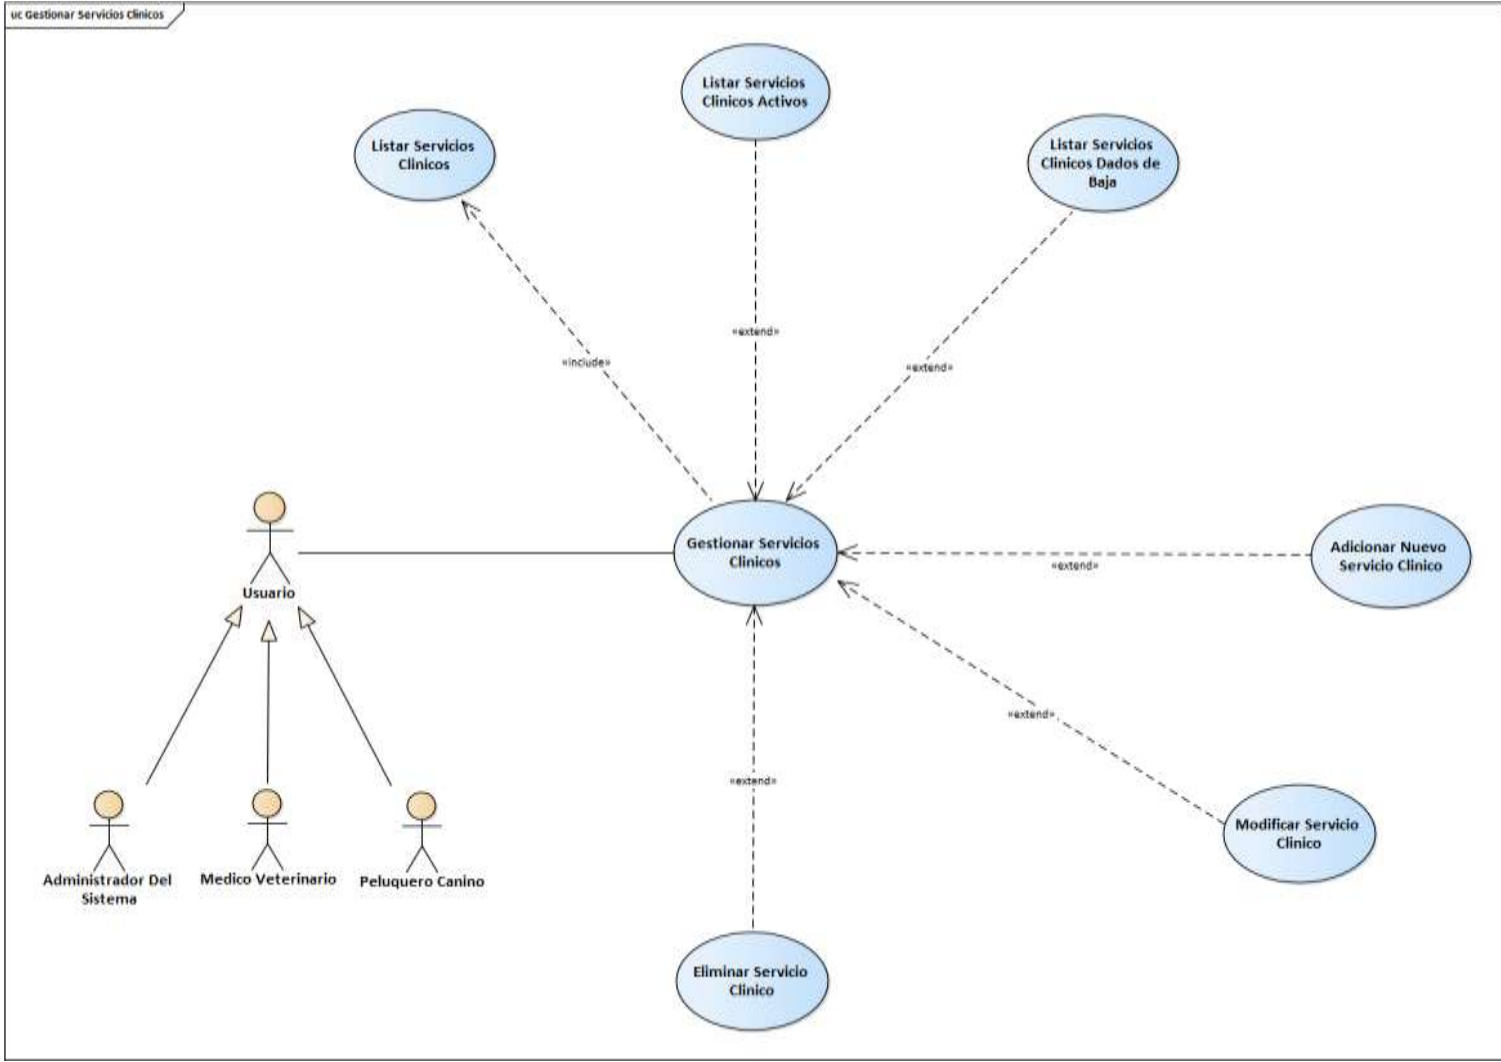 uc Gestionar Servicios Clinicos
Listar Servicios
Clinicos Activos
Listar Servicios
Clinicos
Listar Servicios
Clinicos Dados de
Baja
«extend»
«include»
«extend»
Gestionar Servicios
Clinicos
Adicionar Nuevo
Servicio Clinico
«extend»
Usuario
«extend»
«extend»
Modificar Servicio
Clinico
Administrador Del
Sistema
Medico Veterinario
Peluquero Canino
Eliminar Servicio
Clinico